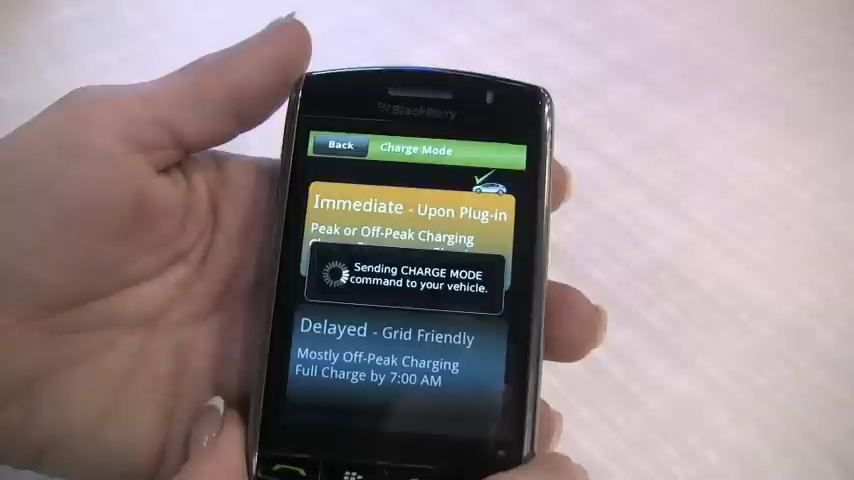 BlackBerry
Back
Charge Mode
Immediate - Upon Plug-in
Peak or Off-Peak Charging
Sending CHARGE MODE
command to your vehicle.
Delayed - Grid Friendly
Mostly Off-Peak Charging
Full Charge by 7:00 AM